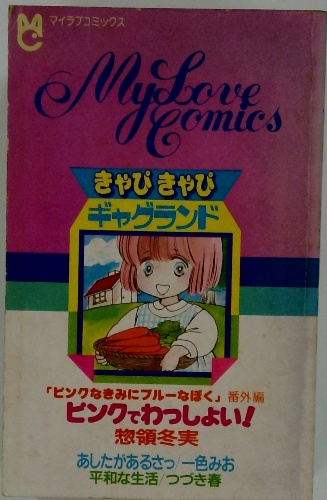 MC マイラブコミックス
My Love
Comics
きゃぴ きゃぴ
ギャグランド
「ピンクなきみにブルーなぼく」番外編
ピンクでわっしょい!
惣領冬実
あしたがあるさっ/一色みお
平和な生活/つづき春